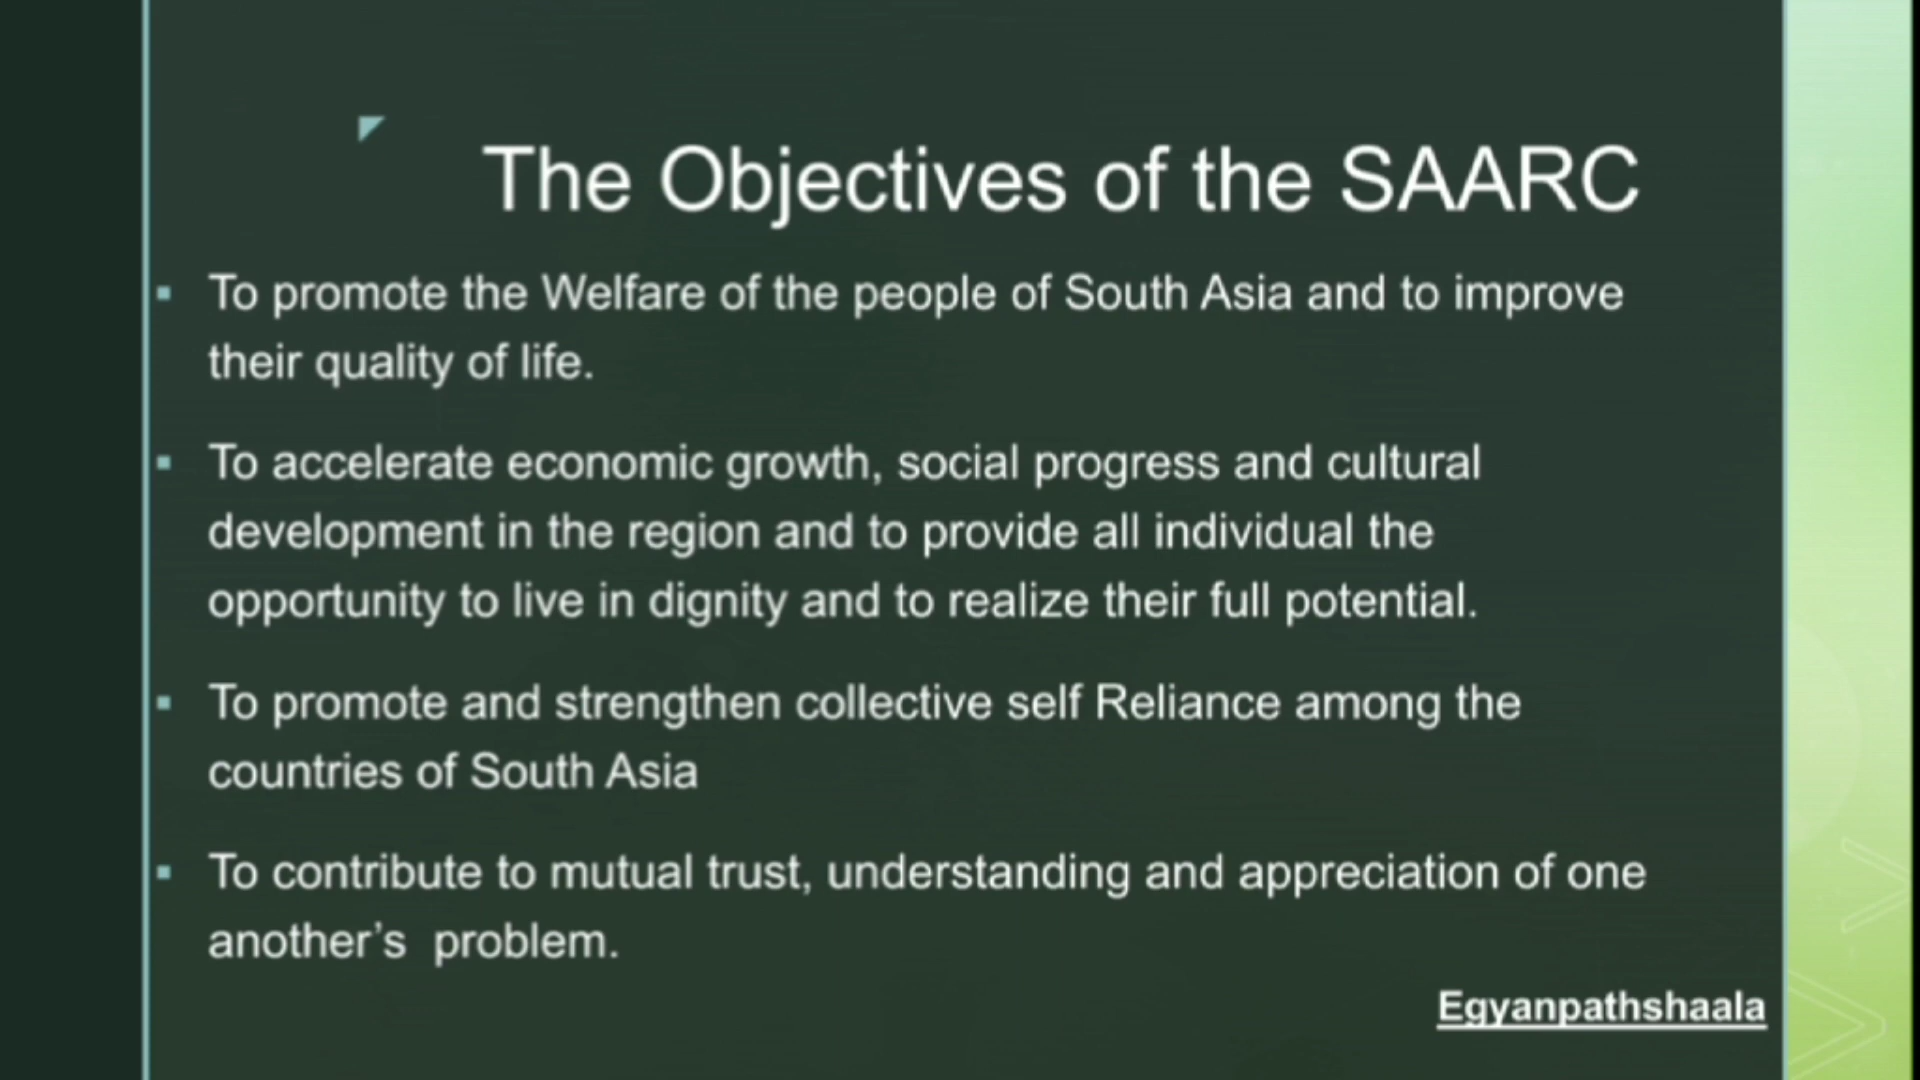 The Objectives of the SAARC
To promote the Welfare of the people of South Asia and to improve
their quality of life.
To accelerate economic growth, social progress and cultural
development in the region and to provide all individual the
opportunity to live in dignity and to realize their full potential.
To promote and strengthen collective self Reliance among the
countries of South Asia
To contribute to mutual trust, understanding and appreciation of one
another’s  problem.
Egyanpathshaala